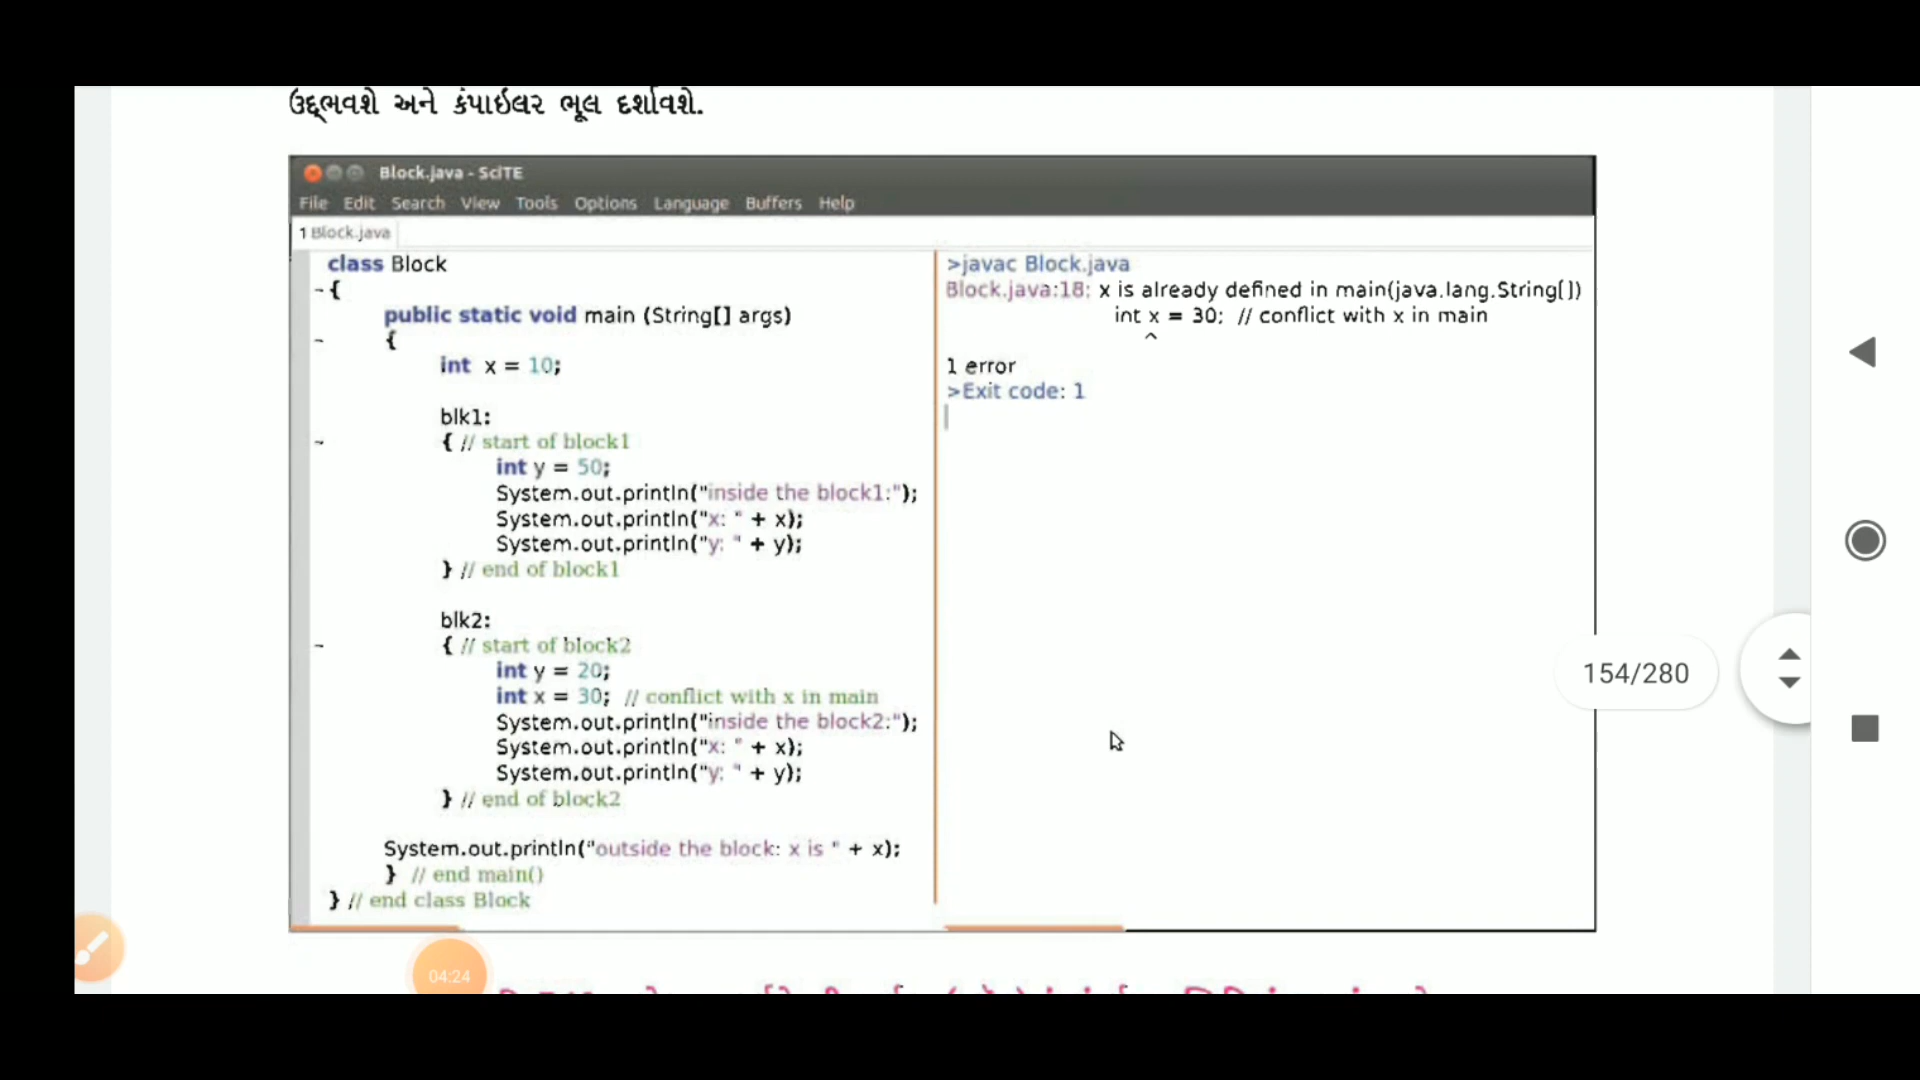 ઉદ્ભવશે અને કંપાઇલર ભૂલ દર્શાવશે.
Block.java - SciTE
File Edit Search View Tools Options Language Buffers Help
1 Block.java
class Block
{
public static void main (String[] args)
{
int x = 10;
blk1:
{ // start of block1
int y = 50;
System.out.println("inside the block1:");
System.out.println("x: " + x);
System.out.println("y: " + y);
} // end of block1
blk2:
{ // start of block2
int y = 20;
int x = 30; // conflict with x in main
System.out.println("inside the block2:");
System.out.println("x: " + x);
System.out.println("y: " + y);
} // end of block2
System.out.println("outside the block: x is " + x);
} // end main()
} // end class Block
>javac Block.java
Block.java:18: x is already defined in main(java.lang.String[])
int x = 30; // conflict with x in main
^
1 error
>Exit code: 1
154/280
04:24